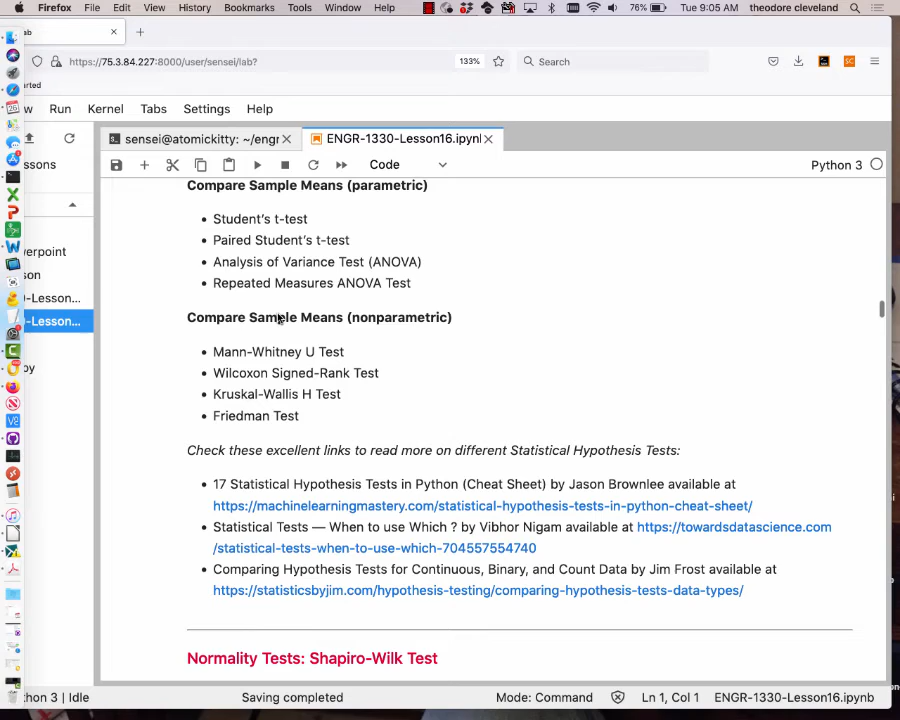 Firefox File Edit View History Bookmarks Tools Window Help 76% Tue 9:05 AM theodore cleveland
https://75.3.84.227:8000/user/sensei/lab? 133% Search
Run Kernel Tabs Settings Help
sensei@atomickitty: ~/engr ENGR-1330-Lesson16.ipynl
Code Python 3
Compare Sample Means (parametric)
• Student’s t-test
• Paired Student’s t-test
• Analysis of Variance Test (ANOVA)
• Repeated Measures ANOVA Test
Compare Sample Means (nonparametric)
• Mann-Whitney U Test
• Wilcoxon Signed-Rank Test
• Kruskal-Wallis H Test
• Friedman Test
Check these excellent links to read more on different Statistical Hypothesis Tests:
• 17 Statistical Hypothesis Tests in Python (Cheat Sheet) by Jason Brownlee available at
https://machinelearningmastery.com/statistical-hypothesis-tests-in-python-cheat-sheet/
• Statistical Tests — When to use Which ? by Vibhor Nigam available at https://towardsdatascience.com
/statistical-tests-when-to-use-which-704557554740
• Comparing Hypothesis Tests for Continuous, Binary, and Count Data by Jim Frost available at
https://statisticsbyjim.com/hypothesis-testing/comparing-hypothesis-tests-data-types/
Normality Tests: Shapiro-Wilk Test
thon 3 | Idle Saving completed Mode: Command Ln 1, Col 1 ENGR-1330-Lesson16.ipynb